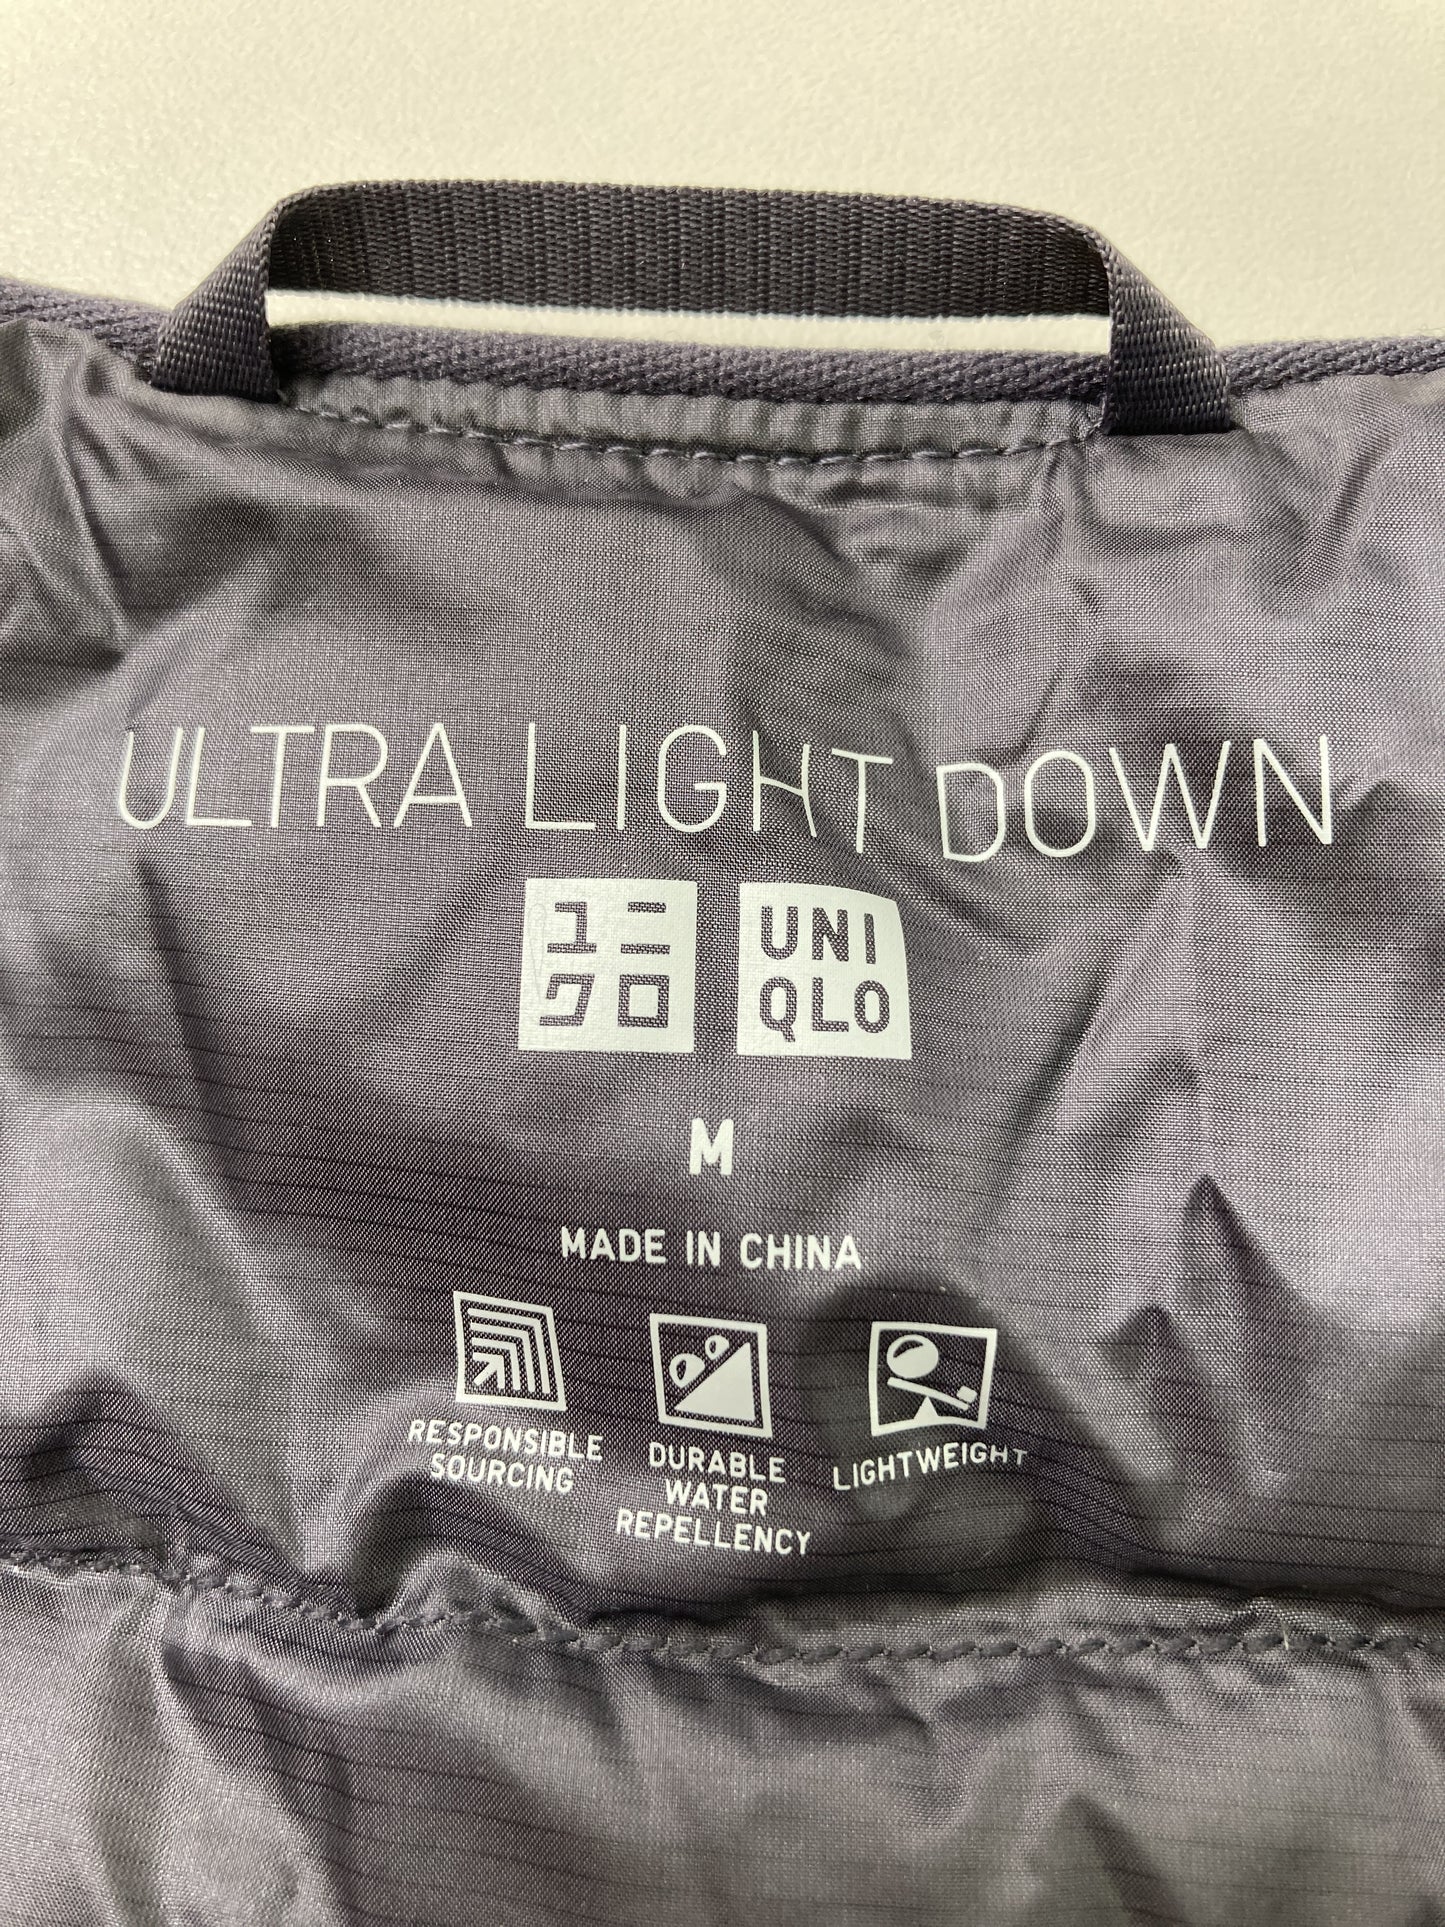 ULTRA LIGHT DOWN
ユニ UNI
クロ QLO
M
MADE IN CHINA
RESPONSIBLE
SOURCING
DURABLE
WATER
REPELLENCY
LIGHTWEIGHT